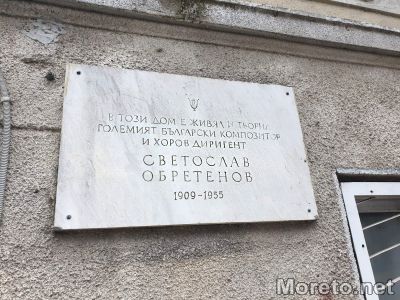 В ТОЗИ ДОМ Е ЖИВЯЛ И ТВОРИЛ
ГОЛЕМИЯТ БЪЛГАРСКИ КОМПОЗИТОР
И ХОРОВ ДИРИГЕНТ
СВЕТОСЛАВ
ОБРЕТЕНОВ
1909-1955
Moreto.net